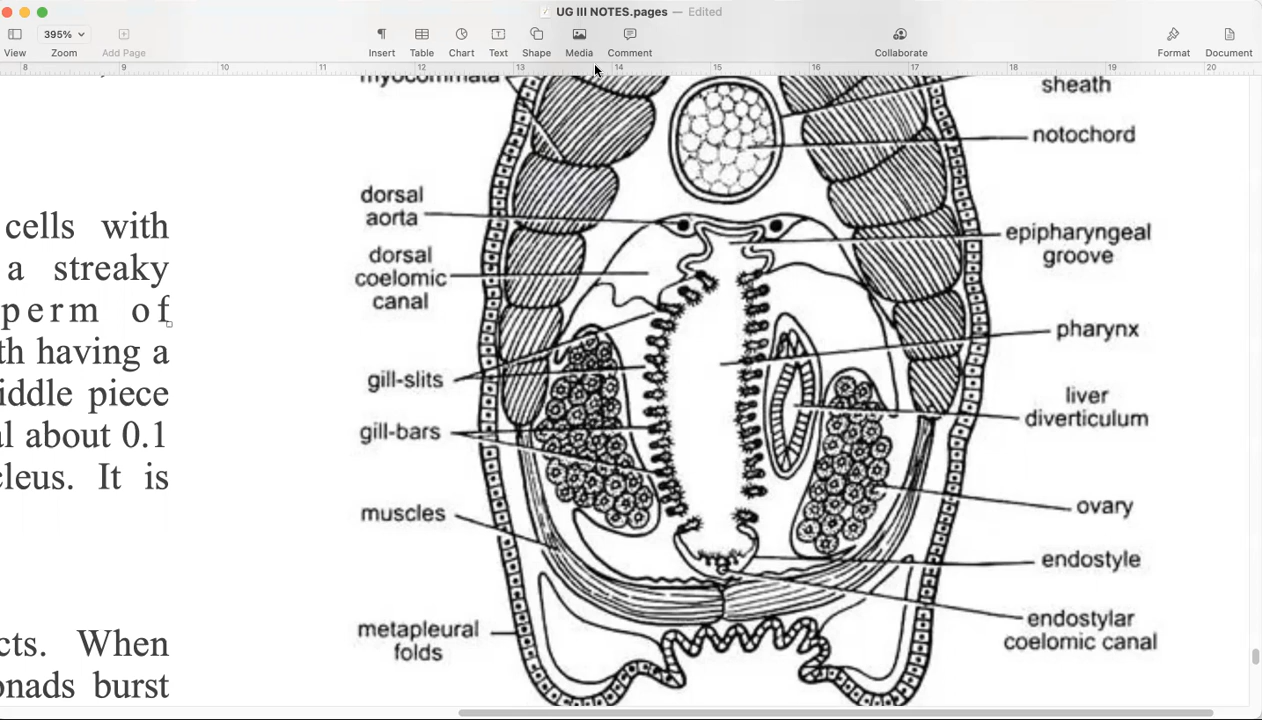 UG III NOTES.pages — Edited
395%
View Zoom Add Page Insert Table Chart Text Shape Media Comment Collaborate Format Document
8 9 10 11 12 13 14 15 16 17 18 19 20
myocommata
sheath
notochord
dorsal
aorta
dorsal
coelomic
canal
epipharyngeal
groove
pharynx
gill-slits
liver
diverticulum
gill-bars
ovary
muscles
endostyle
endostylar
coelomic canal
metapleural
folds
cells with
a streaky
perm of
th having a
iddle piece
al about 0.1
cleus. It is
cts. When
onads burst